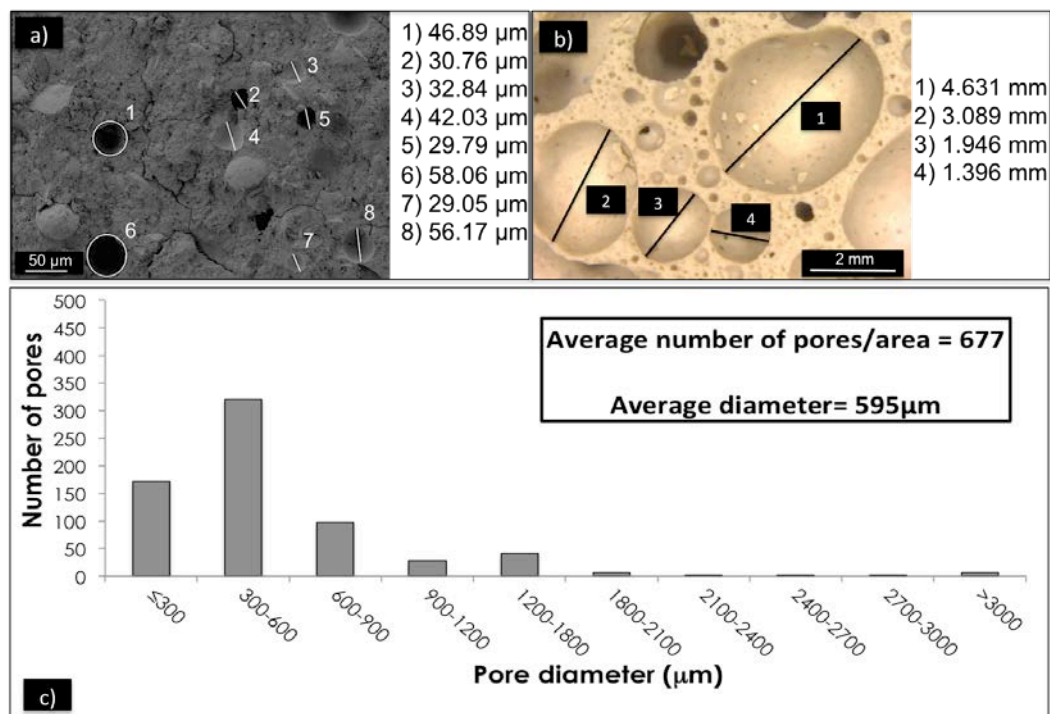 a)
1
2
3
4
5
6
7
8
50 µm
1) 46.89 µm
2) 30.76 µm
3) 32.84 µm
4) 42.03 µm
5) 29.79 µm
6) 58.06 µm
7) 29.05 µm
8) 56.17 µm
b)
1
2
3
4
2 mm
1) 4.631 mm
2) 3.089 mm
3) 1.946 mm
4) 1.396 mm
Number of pores
500
450
400
350
300
250
200
150
100
50
0
Average number of pores/area = 677
Average diameter= 595µm
≤300
300-600
600-900
900-1200
1200-1800
1800-2100
2100-2400
2400-2700
2700-3000
>3000
Pore diameter (µm)
c)